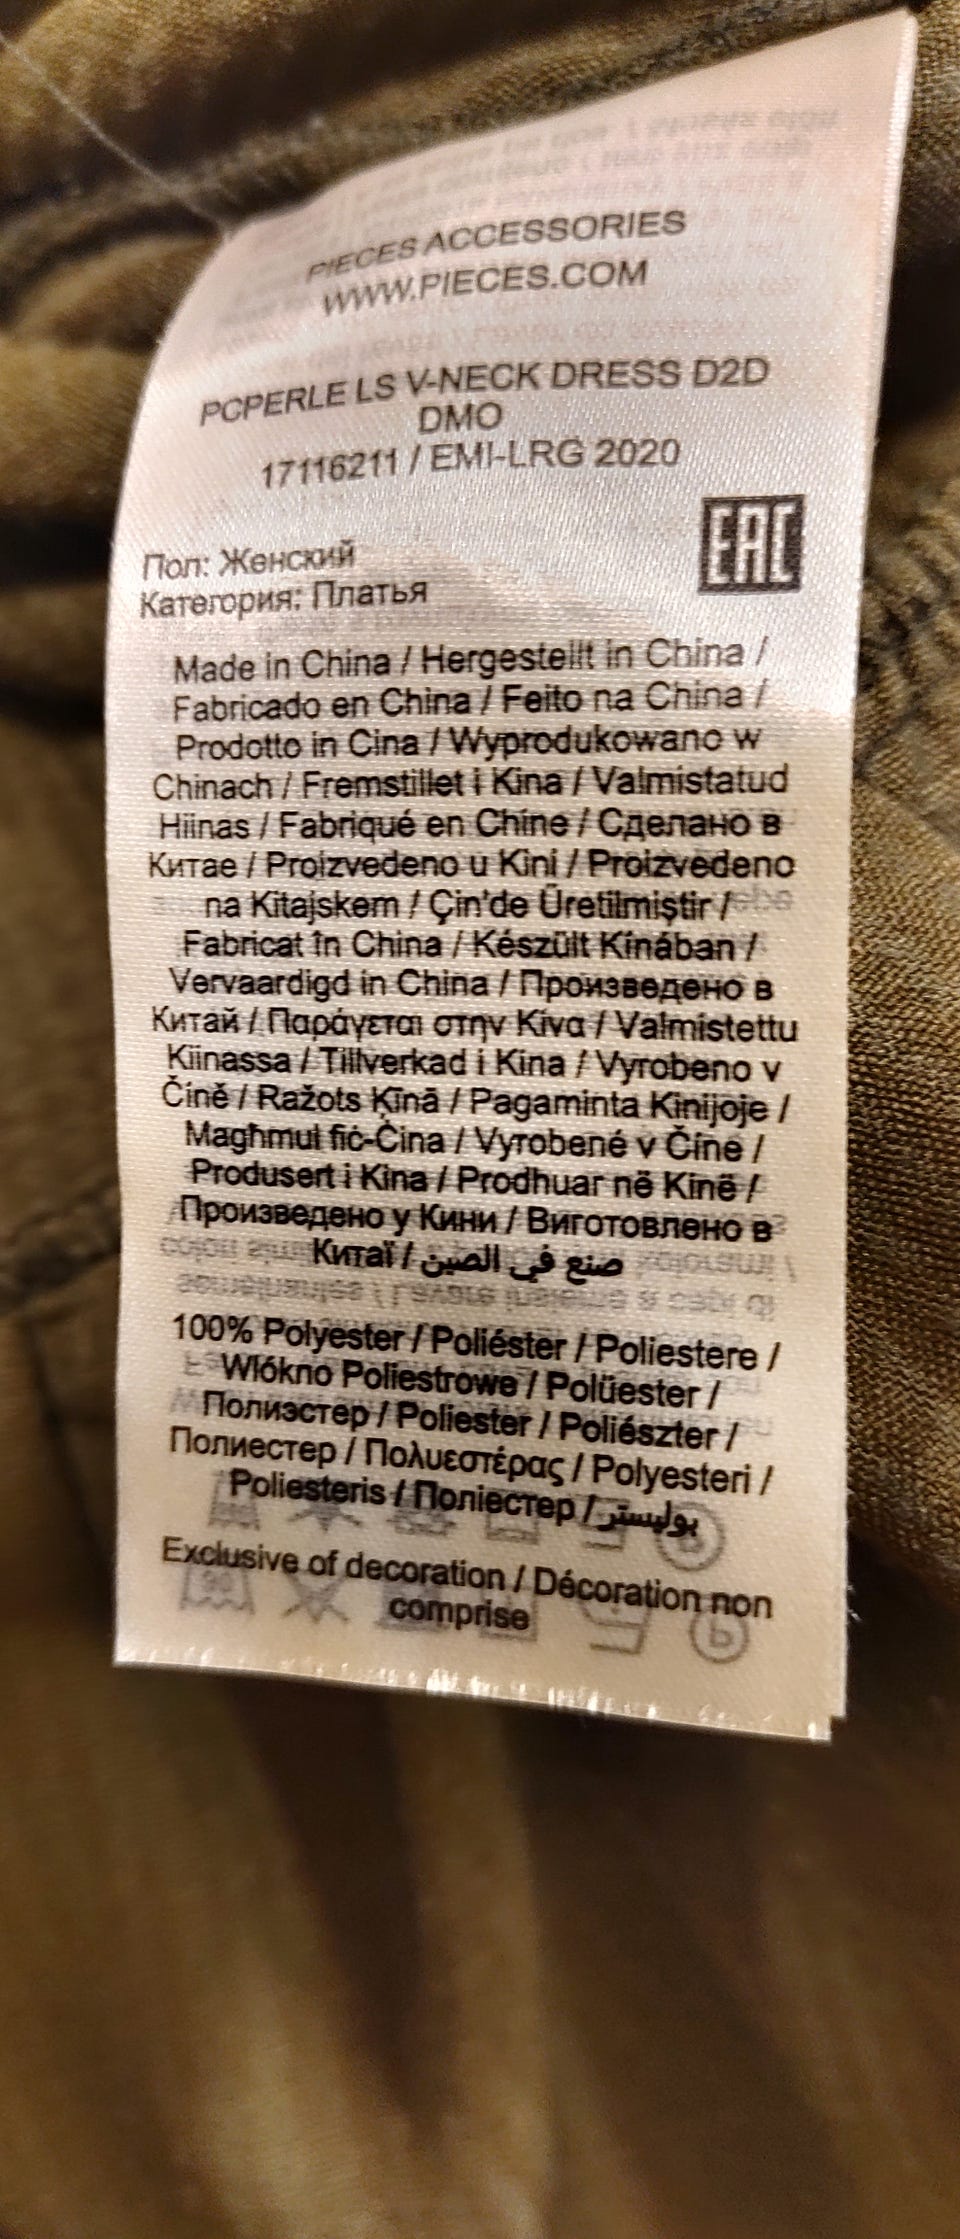 PIECES ACCESSORIES
WWW.PIECES.COM
PCPERLE LS V-NECK DRESS D2D
DMO
17116211 / EMI-LRG 2020
EAC
Пол: Женский
Категория: Платья
Made in China / Hergestellt in China /
Fabricado en China / Feito na China /
Prodotto in Cina / Wyprodukowano w
Chinach / Fremstillet i Kina / Valmistatud
Hiinas / Fabriqué en Chine / Сделано в
Китае / Proizvedeno u Kini / Proizvedeno
na Kitajskem / Çin'de Üretilmiştir /
Fabricat în China / Készült Kínában /
Vervaardigd in China / Произведено в
Китай / Παράγεται στην Κίνα / Valmistettu
Kiinassa / Tillverkad i Kina / Vyrobeno v
Číně / Ražots Ķīnā / Pagaminta Kinijoje /
Magħmul fiċ-Ċina / Vyrobené v Číne /
Produsert i Kina / Prodhuar në Kinë /
Произведено у Кини / Виготовлено в
Китаї / صنع في الصين
100% Polyester / Poliéster / Poliestere /
Włókno Poliestrowe / Polüester /
Полиэстер / Poliester / Poliészter /
Полиестер / Πολυεστέρας / Polyesteri /
Poliesteris / Поліестер / بوليستر
Exclusive of decoration / Décoration non
comprise